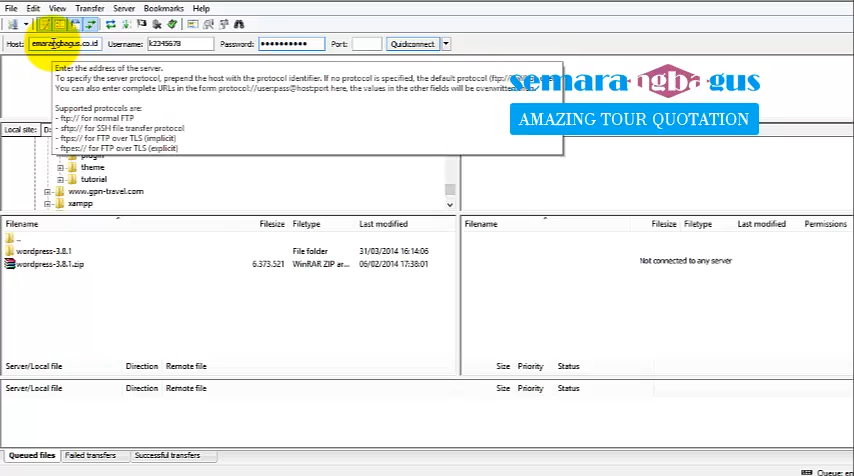 File Edit View Transfer Server Bookmarks Help
Host: emarangbagus.co.id Username: k2345678 Password: •••••••••• Port: Quickconnect
Enter the address of the server.
To specify the server protocol, prepend the host with the protocol identifier. If no protocol is specified, the default protocol (ftp://)
You can also enter complete URLs in the form protocol://user:pass@host:port here, the values in the other fields will be overwritten
Supported protocols are:
- ftp:// for normal FTP
- sftp:// for SSH file transfer protocol
- ftps:// for FTP over TLS (implicit)
- ftpes:// for FTP over TLS (explicit)
semarangbagus
AMAZING TOUR QUOTATION
Local site: D:
plugin
theme
tutorial
www.gpn-travel.com
xampp
Filename Filesize Filetype Last modified
..
wordpress-3.8.1 File folder 31/03/2014 16:14:06
wordpress-3.8.1.zip 6.373.521 WinRAR ZIP ar... 06/02/2014 17:38:01
Filename Filesize Filetype Last modified Permissions
Not connected to any server
Server/Local file Direction Remote file Size Priority Status
Server/Local file Direction Remote file Size Priority Status
Queued files Failed transfers Successful transfers
Queue: em